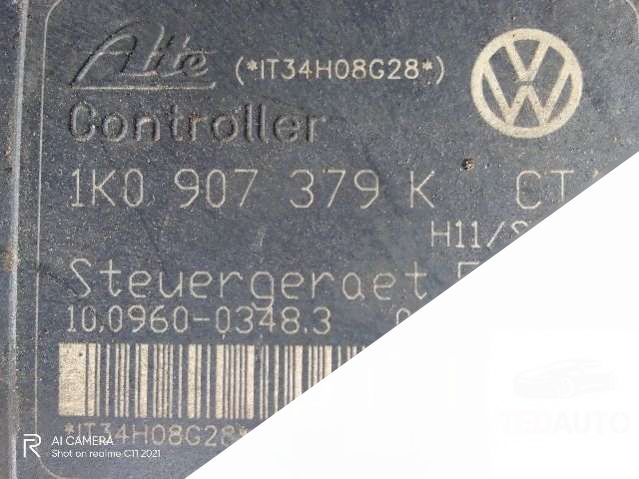 Ate (*IT34H08G28*)
Controller
1K0 907 379 K
H11/
Steuergeraet
10.0960-0348.3
*IT34H08G28*
AI CAMERA
Shot on realme C11 2021
TEDAUTO